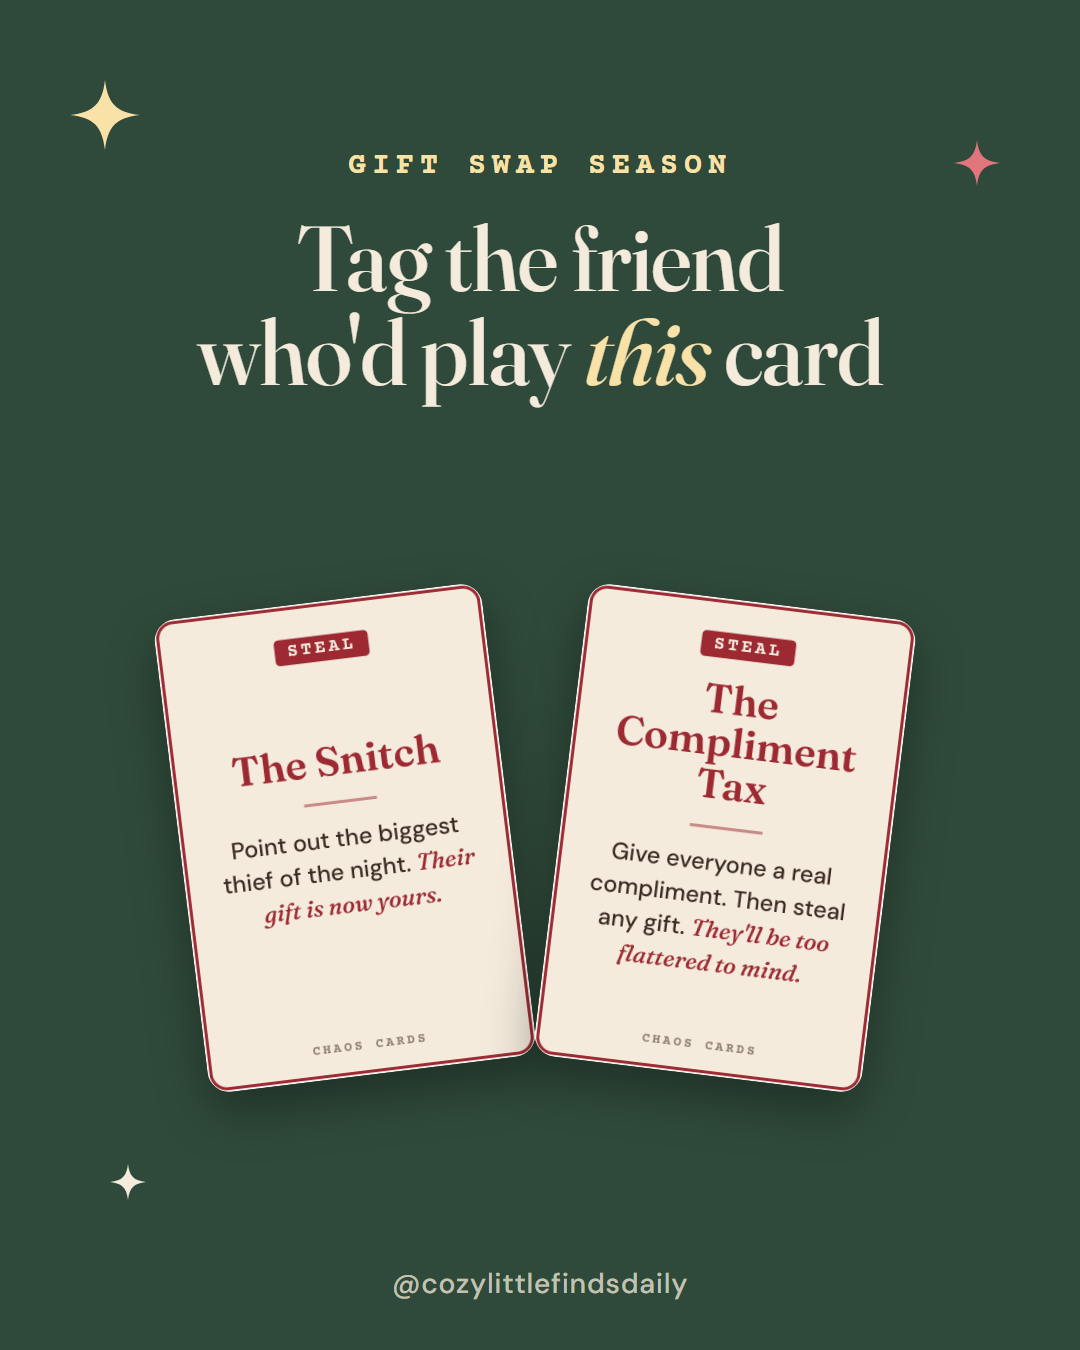 GIFT SWAP SEASON
Tag the friend
who'd play this card
STEAL
The Snitch
Point out the biggest
thief of the night. Their
gift is now yours.
CHAOS CARDS
STEAL
The
Compliment
Tax
Give everyone a real
compliment. Then steal
any gift. They'll be too
flattered to mind.
CHAOS CARDS
@cozylittlefindsdaily